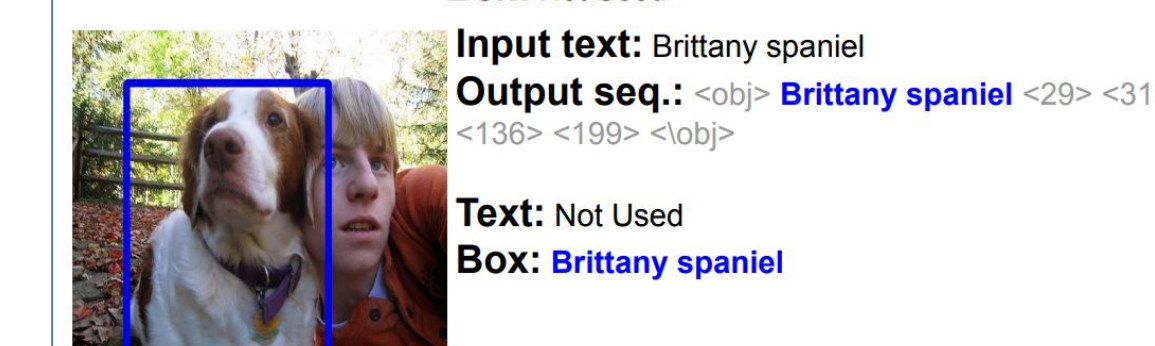 Input text: Brittany spaniel
Output seq.: <obj> Brittany spaniel <29> <31
<136> <199> <\obj>
Text: Not Used
Box: Brittany spaniel